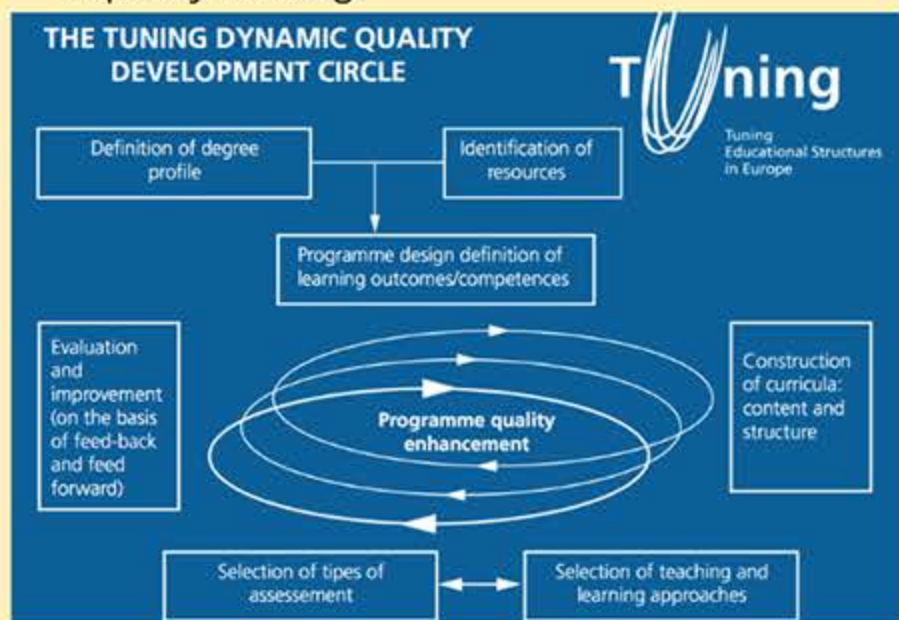 THE TUNING DYNAMIC QUALITY
DEVELOPMENT CIRCLE
Tuning
Tuning
Educational Structures
in Europe
Definition of degree
profile
Identification of
resources
Programme design definition of
learning outcomes/competences
Evaluation
and
improvement
(on the basis
of feed-back
and feed
forward)
Programme quality
enhancement
Construction
of curricula:
content and
structure
Selection of tipes of
assessement
Selection of teaching and
learning approaches